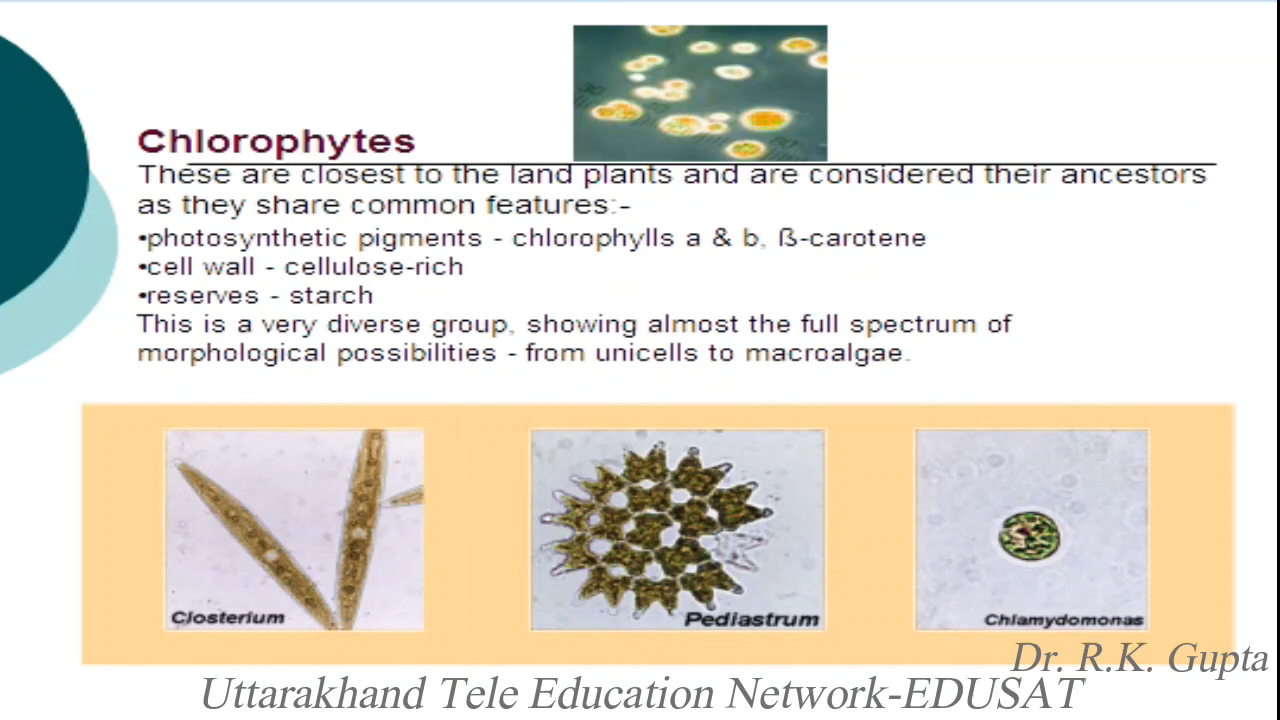 Chlorophytes
These are closest to the land plants and are considered their ancestors
as they share common features:-
•photosynthetic pigments - chlorophylls a & b, ß-carotene
•cell wall - cellulose-rich
•reserves - starch
This is a very diverse group, showing almost the full spectrum of
morphological possibilities - from unicells to macroalgae.
Closterium
Pediastrum
Chlamydomonas
Dr. R.K. Gupta
Uttarakhand Tele Education Network-EDUSAT